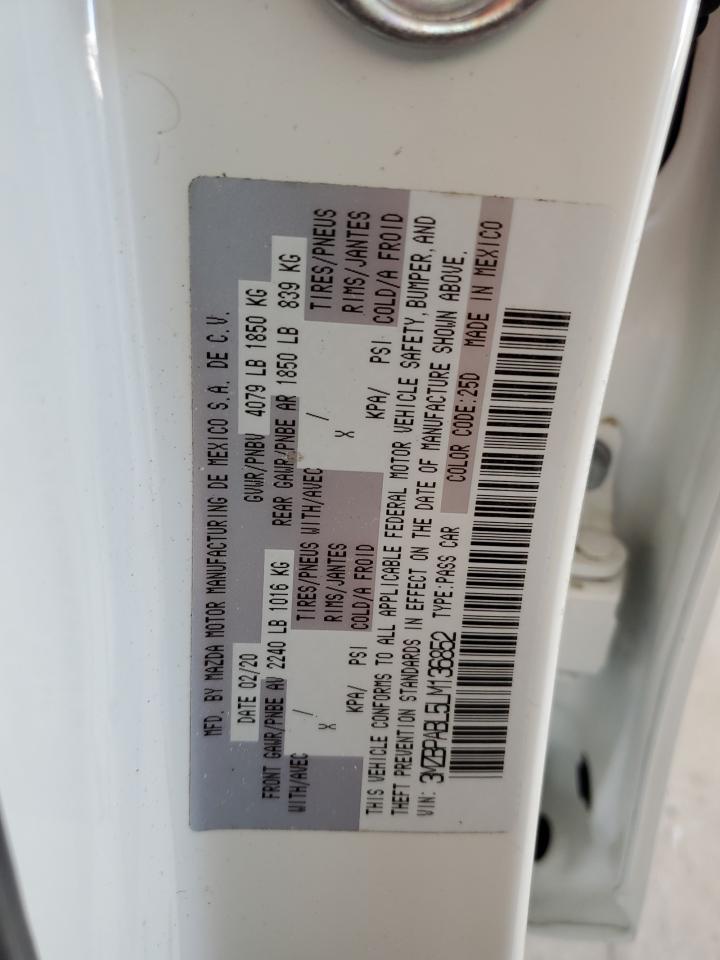 MFD. BY MAZDA MOTOR MANUFACTURING DE MEXICO S.A. DE C.V.
DATE 02/20 GVWR/PNBV 4079 LB 1850 KG
FRONT GAWR/PNBE AV 2240 LB 1016 KG REAR GAWR/PNBE AR 1850 LB 839 KG
WITH/AVEC TIRES/PNEUS WITH/AVEC TIRES/PNEUS
X / RIMS/JANTES X / RIMS/JANTES
KPA/ PSI COLD/A FROID KPA/ PSI COLD/A FROID
THIS VEHICLE CONFORMS TO ALL APPLICABLE FEDERAL MOTOR VEHICLE SAFETY, BUMPER, AND
THEFT PREVENTION STANDARDS IN EFFECT ON THE DATE OF MANUFACTURE SHOWN ABOVE.
VIN: 3MZBPABL5LM136852 TYPE:PASS CAR COLOR CODE:25D MADE IN MEXICO